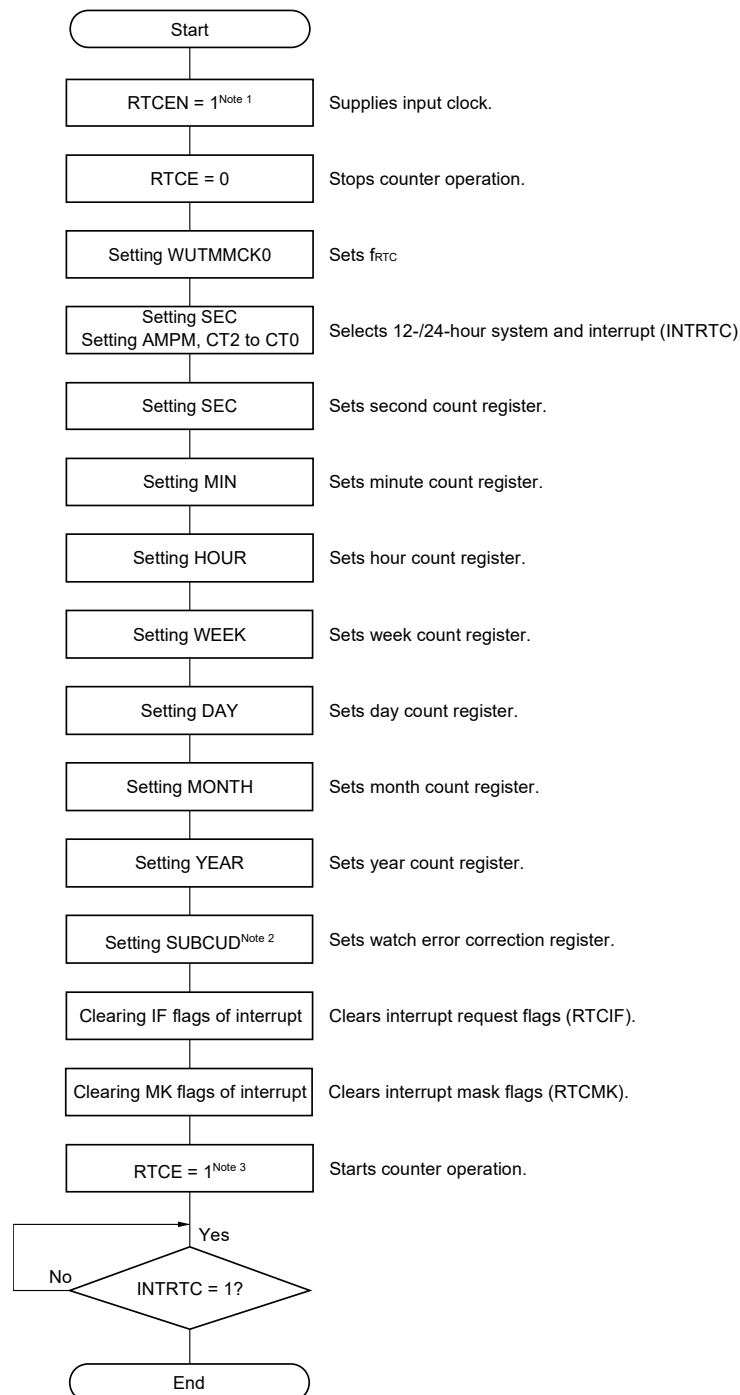 Start
RTCEN = 1Note 1
Supplies input clock.
RTCE = 0
Stops counter operation.
Setting WUTMMCK0
Sets fRTC
Setting SEC
Setting AMPM, CT2 to CT0
Selects 12-/24-hour system and interrupt (INTRTC)
Setting SEC
Sets second count register.
Setting MIN
Sets minute count register.
Setting HOUR
Sets hour count register.
Setting WEEK
Sets week count register.
Setting DAY
Sets day count register.
Setting MONTH
Sets month count register.
Setting YEAR
Sets year count register.
Setting SUBCUDNote 2
Sets watch error correction register.
Clearing IF flags of interrupt
Clears interrupt request flags (RTCIF).
Clearing MK flags of interrupt
Clears interrupt mask flags (RTCMK).
RTCE = 1Note 3
Starts counter operation.
Yes
No
INTRTC = 1?
End